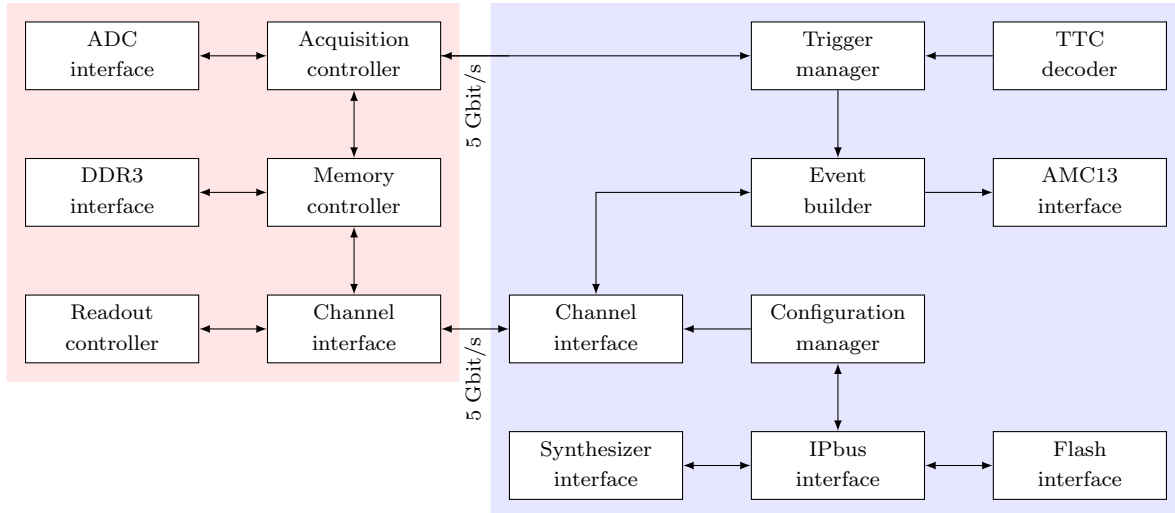 ADC
interface
Acquisition
controller
5 Gbit/s
Trigger
manager
TTC
decoder
DDR3
interface
Memory
controller
Event
builder
AMC13
interface
Readout
controller
Channel
interface
5 Gbit/s
Channel
interface
Configuration
manager
Synthesizer
interface
IPbus
interface
Flash
interface